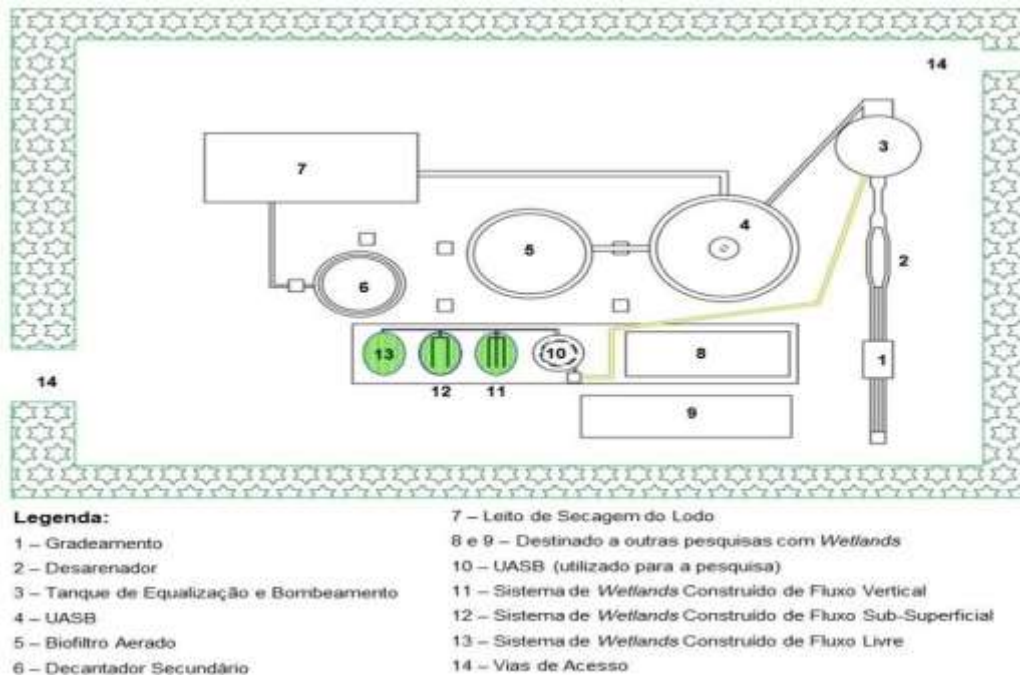 14
3
7
4
5
2
6
13
10
8
1
14
12
11
9
Legenda:
1 – Gradeamento
2 – Desarenador
3 – Tanque de Equalização e Bombeamento
4 – UASB
5 – Biofiltro Aerado
6 – Decantador Secundário
7 – Leito de Secagem do Lodo
8 e 9 – Destinado a outras pesquisas com Wetlands
10 – UASB (utilizado para a pesquisa)
11 – Sistema de Wetlands Construído de Fluxo Vertical
12 – Sistema de Wetlands Construído de Fluxo Sub-Superficial
13 – Sistema de Wetlands Construído de Fluxo Livre
14 – Vias de Acesso